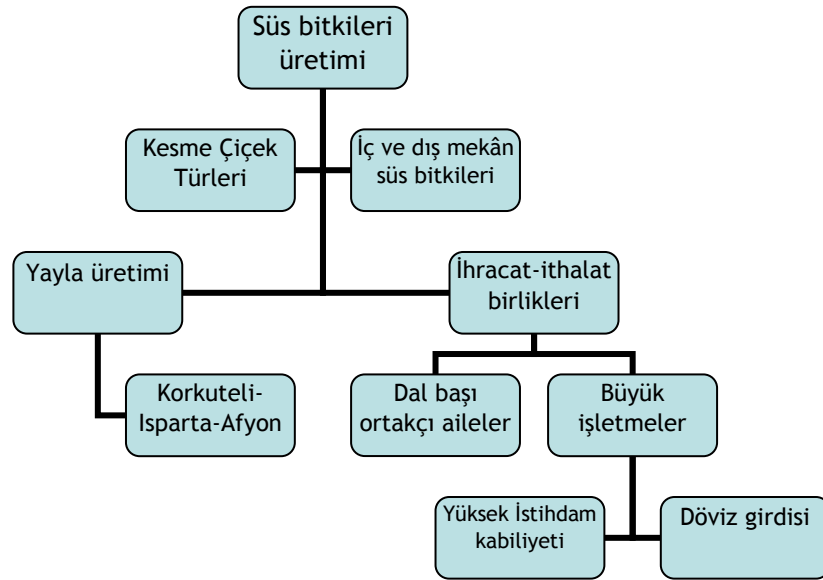 Süs bitkileri
üretimi
Kesme Çiçek
Türleri
İç ve dış mekân
süs bitkileri
Yayla üretimi
İhracat-ithalat
birlikleri
Korkuteli-
Isparta-Afyon
Dal başı
ortakçı aileler
Büyük
işletmeler
Yüksek İstihdam
kabiliyeti
Döviz girdisi